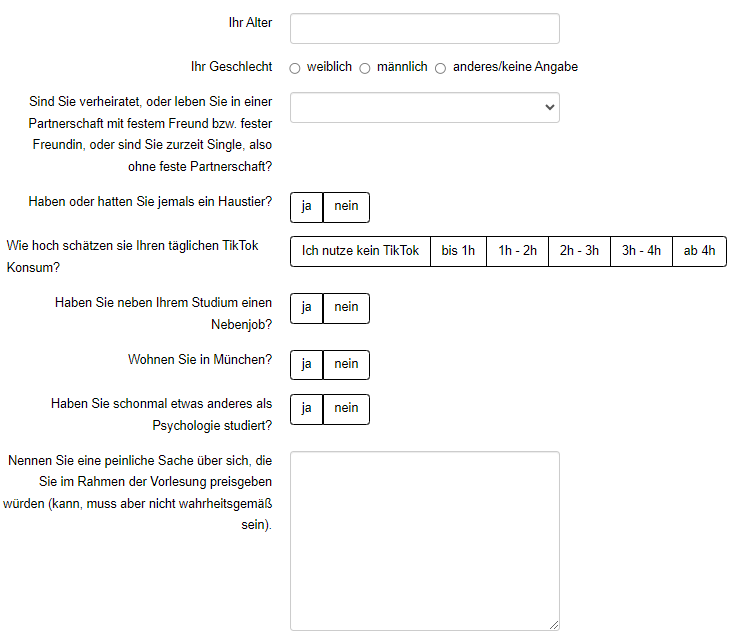 Ihr Alter
Ihr Geschlecht weiblich männlich anderes/keine Angabe
Sind Sie verheiratet, oder leben Sie in einer
Partnerschaft mit festem Freund bzw. fester
Freundin, oder sind Sie zurzeit Single, also
ohne feste Partnerschaft?
Haben oder hatten Sie jemals ein Haustier? ja nein
Wie hoch schätzen sie Ihren täglichen TikTok
Konsum?
Ich nutze kein TikTok bis 1h 1h - 2h 2h - 3h 3h - 4h ab 4h
Haben Sie neben Ihrem Studium einen
Nebenjob?
ja nein
Wohnen Sie in München? ja nein
Haben Sie schonmal etwas anderes als
Psychologie studiert?
ja nein
Nennen Sie eine peinliche Sache über sich, die
Sie im Rahmen der Vorlesung preisgeben
würden (kann, muss aber nicht wahrheitsgemäß
sein).